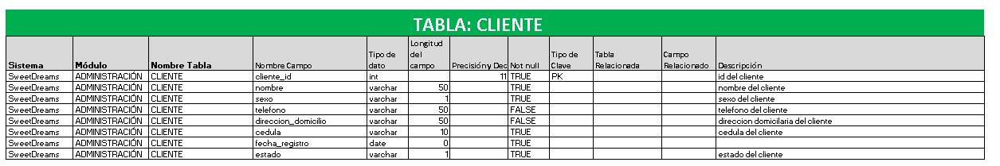 TABLA: CLIENTE
Sistema Módulo Nombre Tabla Nombre Campo Tipo de dato Longitud del campo Precisión y Dec Not null Tipo de Clave Tabla Relacionada Campo Relacionado Descripción
SweetDreams ADMINISTRACIÓN CLIENTE cliente_id int 11 TRUE PK id del cliente
SweetDreams ADMINISTRACIÓN CLIENTE nombre varchar 50 TRUE nombre del cliente
SweetDreams ADMINISTRACIÓN CLIENTE sexo varchar 1 TRUE sexo del cliente
SweetDreams ADMINISTRACIÓN CLIENTE telefono varchar 50 FALSE telefono del cliente
SweetDreams ADMINISTRACIÓN CLIENTE direccion_domicilio varchar 50 FALSE direccion domicilaria del cliente
SweetDreams ADMINISTRACIÓN CLIENTE cedula varchar 10 TRUE cedula del cliente
SweetDreams ADMINISTRACIÓN CLIENTE fecha_registro date 0 TRUE
SweetDreams ADMINISTRACIÓN CLIENTE estado varchar 1 TRUE estado del cliente